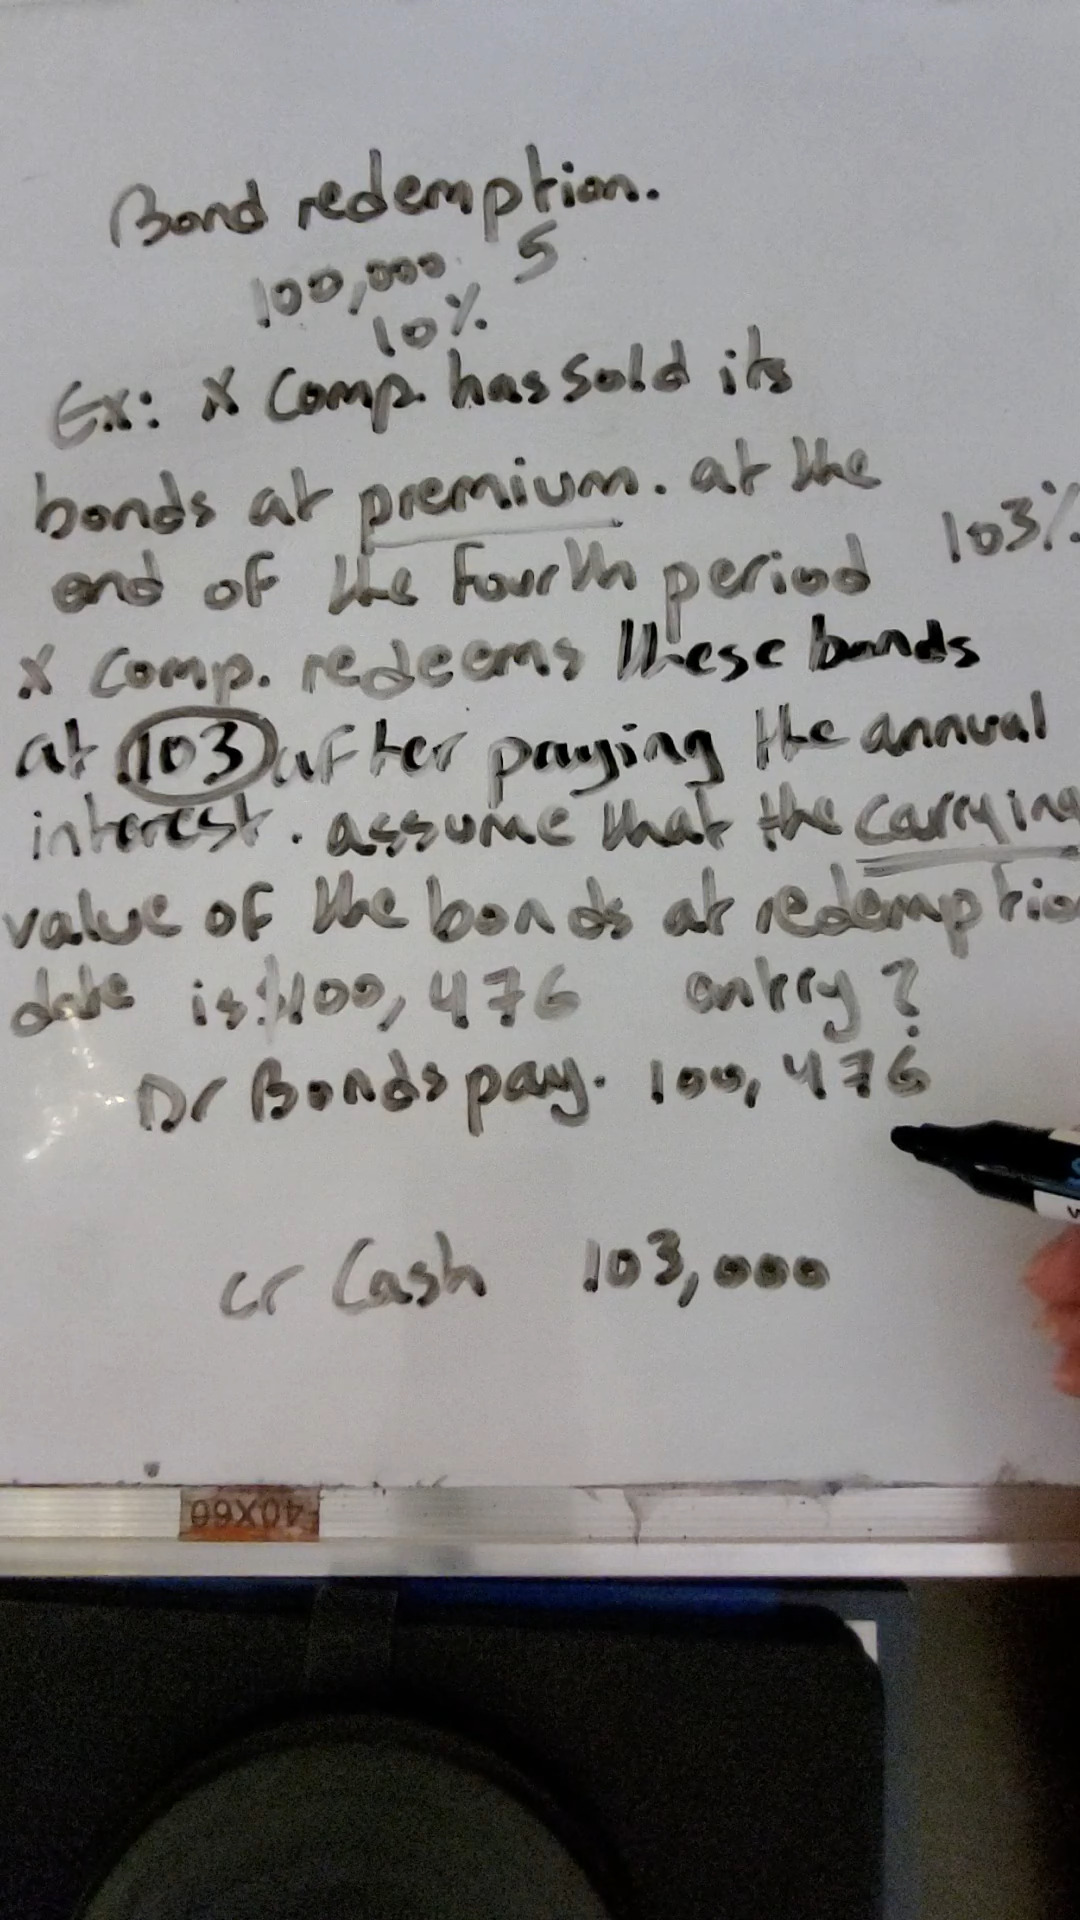 Bond redemption.
100,000 5
10%
Ex: X Comp. has sold its
bonds at premium. at the
end of the fourth period 103%
X Comp. redeems these bonds
at 103 after paying the annual
interest. assume that the carrying
value of the bonds at redemptio
date is $100,476 entry?
Dr Bonds pay. 100,476
cr Cash 103,000
40X60